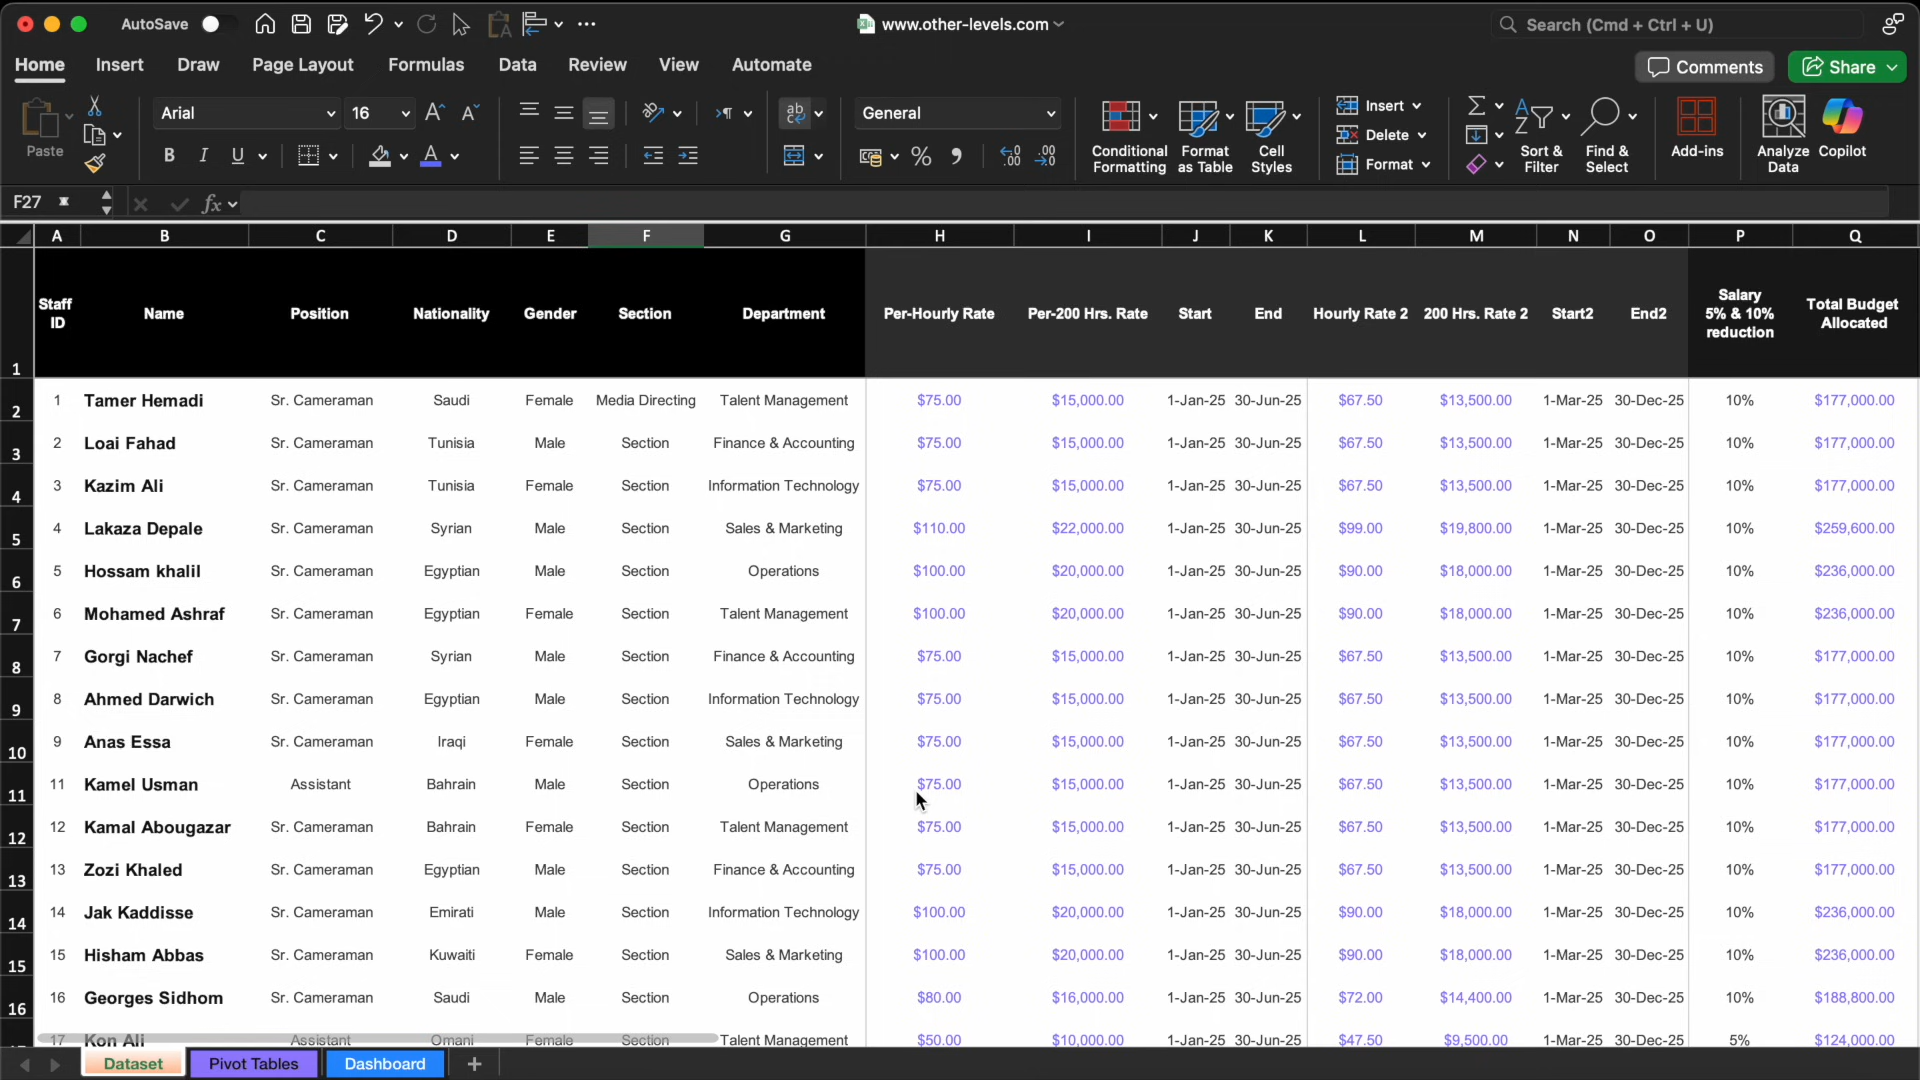 AutoSave
www.other-levels.com
Search (Cmd + Ctrl + U)
Home Insert Draw Page Layout Formulas Data Review View Automate
Comments Share
Paste
Arial 16
General
Conditional Formatting
Format as Table
Cell Styles
Insert
Delete
Format
Sort & Filter
Find & Select
Add-ins
Analyze Data
Copilot
F27 fx
A B C D E F G H I J K L M N O P Q
1 Staff ID Name Position Nationality Gender Section Department Per-Hourly Rate Per-200 Hrs. Rate Start End Hourly Rate 2 200 Hrs. Rate 2 Start2 End2 Salary 5% & 10% reduction Total Budget Allocated
2 1 Tamer Hemadi Sr. Cameraman Saudi Female Media Directing Talent Management $75.00 $15,000.00 1-Jan-25 30-Jun-25 $67.50 $13,500.00 1-Mar-25 30-Dec-25 10% $177,000.00
3 2 Loai Fahad Sr. Cameraman Tunisia Male Section Finance & Accounting $75.00 $15,000.00 1-Jan-25 30-Jun-25 $67.50 $13,500.00 1-Mar-25 30-Dec-25 10% $177,000.00
4 3 Kazim Ali Sr. Cameraman Tunisia Female Section Information Technology $75.00 $15,000.00 1-Jan-25 30-Jun-25 $67.50 $13,500.00 1-Mar-25 30-Dec-25 10% $177,000.00
5 4 Lakaza Depale Sr. Cameraman Syrian Male Section Sales & Marketing $110.00 $22,000.00 1-Jan-25 30-Jun-25 $99.00 $19,800.00 1-Mar-25 30-Dec-25 10% $259,600.00
6 5 Hossam khalil Sr. Cameraman Egyptian Male Section Operations $100.00 $20,000.00 1-Jan-25 30-Jun-25 $90.00 $18,000.00 1-Mar-25 30-Dec-25 10% $236,000.00
7 6 Mohamed Ashraf Sr. Cameraman Egyptian Female Section Talent Management $100.00 $20,000.00 1-Jan-25 30-Jun-25 $90.00 $18,000.00 1-Mar-25 30-Dec-25 10% $236,000.00
8 7 Gorgi Nachef Sr. Cameraman Syrian Male Section Finance & Accounting $75.00 $15,000.00 1-Jan-25 30-Jun-25 $67.50 $13,500.00 1-Mar-25 30-Dec-25 10% $177,000.00
9 8 Ahmed Darwich Sr. Cameraman Egyptian Male Section Information Technology $75.00 $15,000.00 1-Jan-25 30-Jun-25 $67.50 $13,500.00 1-Mar-25 30-Dec-25 10% $177,000.00
10 9 Anas Essa Sr. Cameraman Iraqi Female Section Sales & Marketing $75.00 $15,000.00 1-Jan-25 30-Jun-25 $67.50 $13,500.00 1-Mar-25 30-Dec-25 10% $177,000.00
11 11 Kamel Usman Assistant Bahrain Male Section Operations $75.00 $15,000.00 1-Jan-25 30-Jun-25 $67.50 $13,500.00 1-Mar-25 30-Dec-25 10% $177,000.00
12 12 Kamal Abougazar Sr. Cameraman Bahrain Female Section Talent Management $75.00 $15,000.00 1-Jan-25 30-Jun-25 $67.50 $13,500.00 1-Mar-25 30-Dec-25 10% $177,000.00
13 13 Zozi Khaled Sr. Cameraman Egyptian Male Section Finance & Accounting $75.00 $15,000.00 1-Jan-25 30-Jun-25 $67.50 $13,500.00 1-Mar-25 30-Dec-25 10% $177,000.00
14 14 Jak Kaddisse Sr. Cameraman Emirati Male Section Information Technology $100.00 $20,000.00 1-Jan-25 30-Jun-25 $90.00 $18,000.00 1-Mar-25 30-Dec-25 10% $236,000.00
15 15 Hisham Abbas Sr. Cameraman Kuwaiti Female Section Sales & Marketing $100.00 $20,000.00 1-Jan-25 30-Jun-25 $90.00 $18,000.00 1-Mar-25 30-Dec-25 10% $236,000.00
16 16 Georges Sidhom Sr. Cameraman Saudi Male Section Operations $80.00 $16,000.00 1-Jan-25 30-Jun-25 $72.00 $14,400.00 1-Mar-25 30-Dec-25 10% $188,800.00
17 Kon Ali Assistant Omani Female Section Talent Management $50.00 $10,000.00 1-Jan-25 30-Jun-25 $47.50 $9,500.00 1-Mar-25 30-Dec-25 5% $124,000.00
Dataset Pivot Tables Dashboard